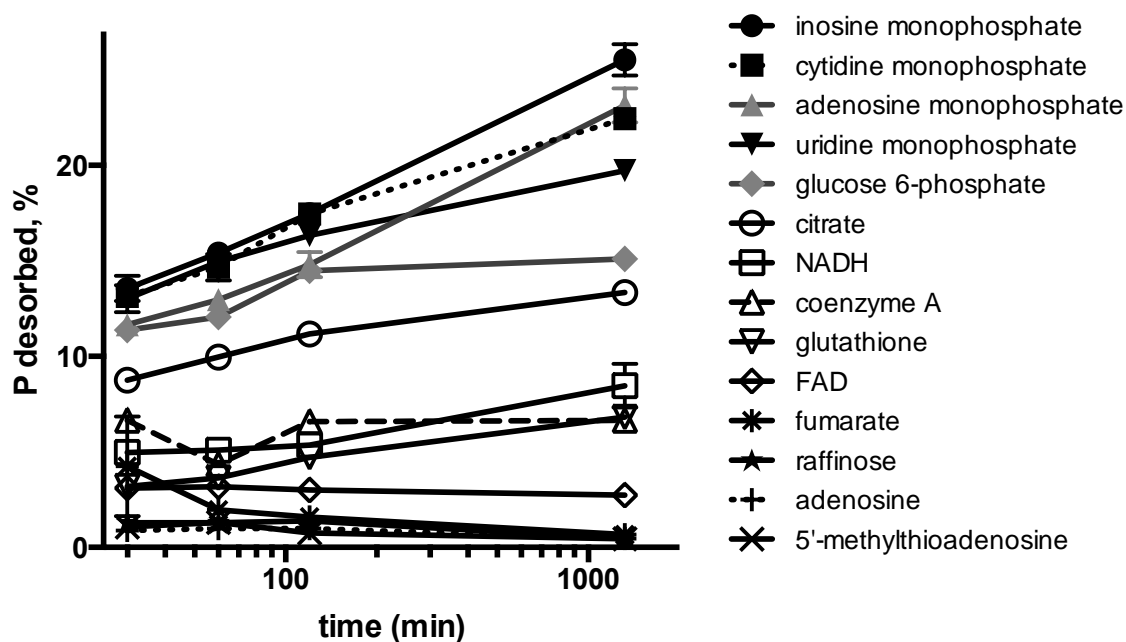 P desorbed, %
20
10
0
100
1000
time (min)
inosine monophosphate
cytidine monophosphate
adenosine monophosphate
uridine monophosphate
glucose 6-phosphate
citrate
NADH
coenzyme A
glutathione
FAD
fumarate
raffinose
adenosine
5'-methylthioadenosine